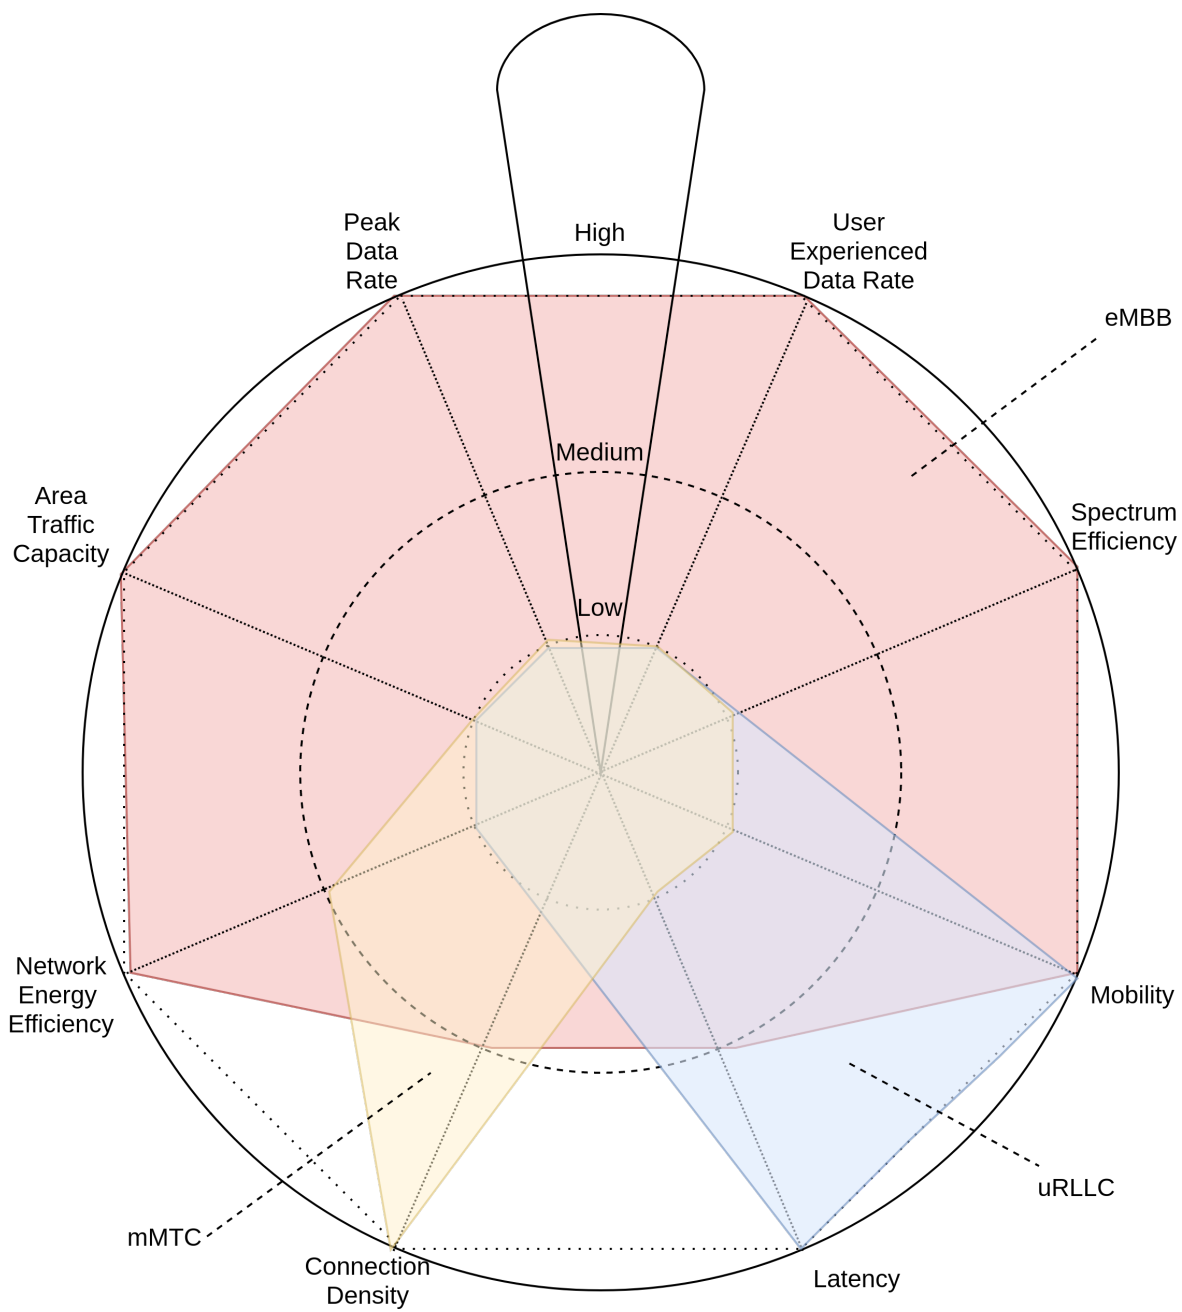 Peak
Data
Rate
High
User
Experienced
Data Rate
eMBB
Medium
Area
Traffic
Capacity
Spectrum
Efficiency
Low
Network
Energy
Efficiency
Mobility
mMTC
uRLLC
Connection
Density
Latency